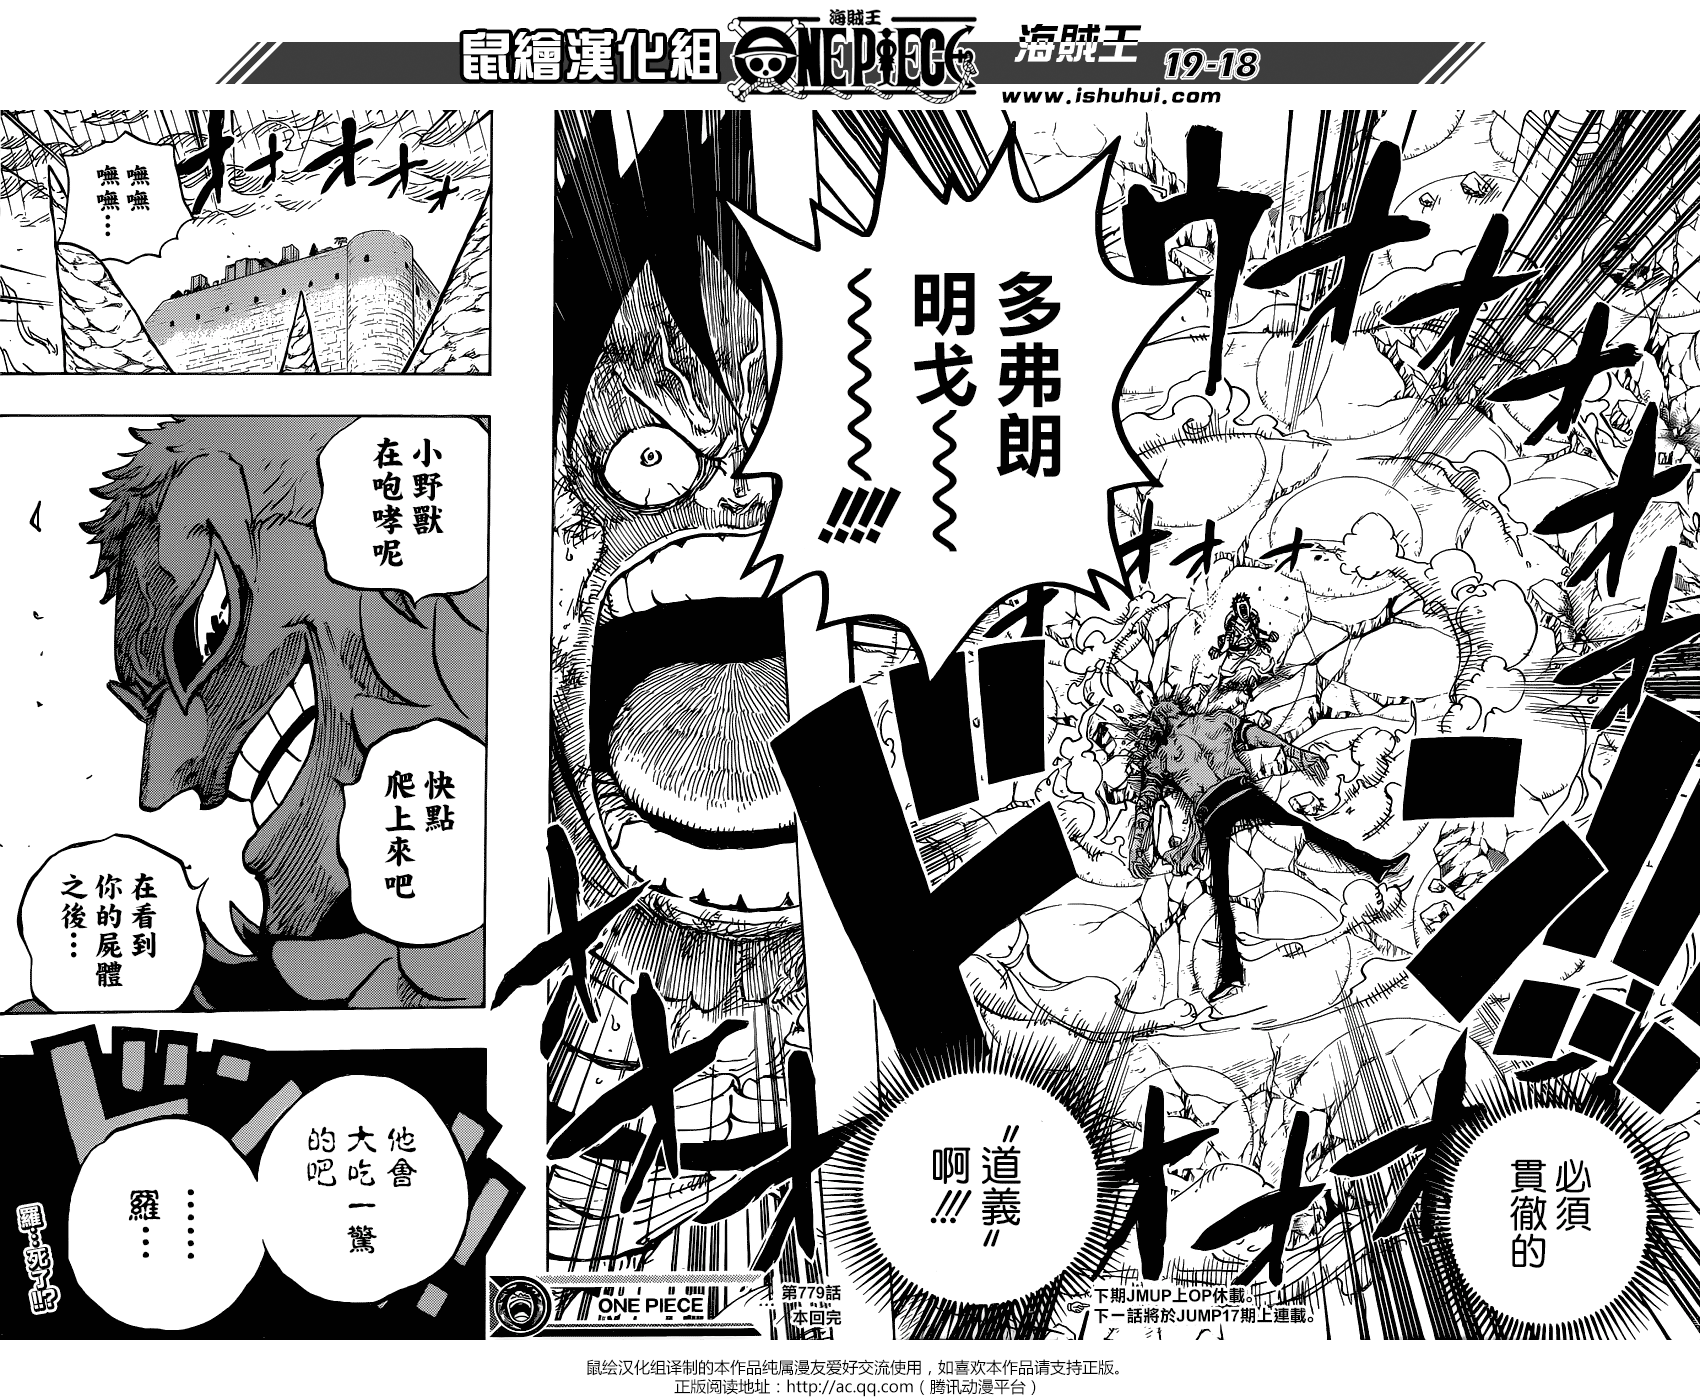 鼠繪漢化組
海賊王
ONE PIECE
海賊王
19-18
www.ishuhui.com
ウオオオオオオオオ
多弗朗
明戈～～
～～～!!!!
ドン!!
必須
貫徹的
〝道義〞
啊!!!
下期JMUP上OP休載。
下一話將於JUMP17期上連載。
第779話
ONE PIECE
…╱本回完
オオオオオ
嘸嘸
嘸嘸…
小野獸
在咆哮呢
快點
爬上來吧
在看到
你的屍體
之後…
ドドン
他會
大吃一驚
的吧
……
羅…
羅…死了!?
鼠绘汉化组译制的本作品纯属漫友爱好交流使用，如喜欢本作品请支持正版。
正版阅读地址：http://ac.qq.com（腾讯动漫平台）